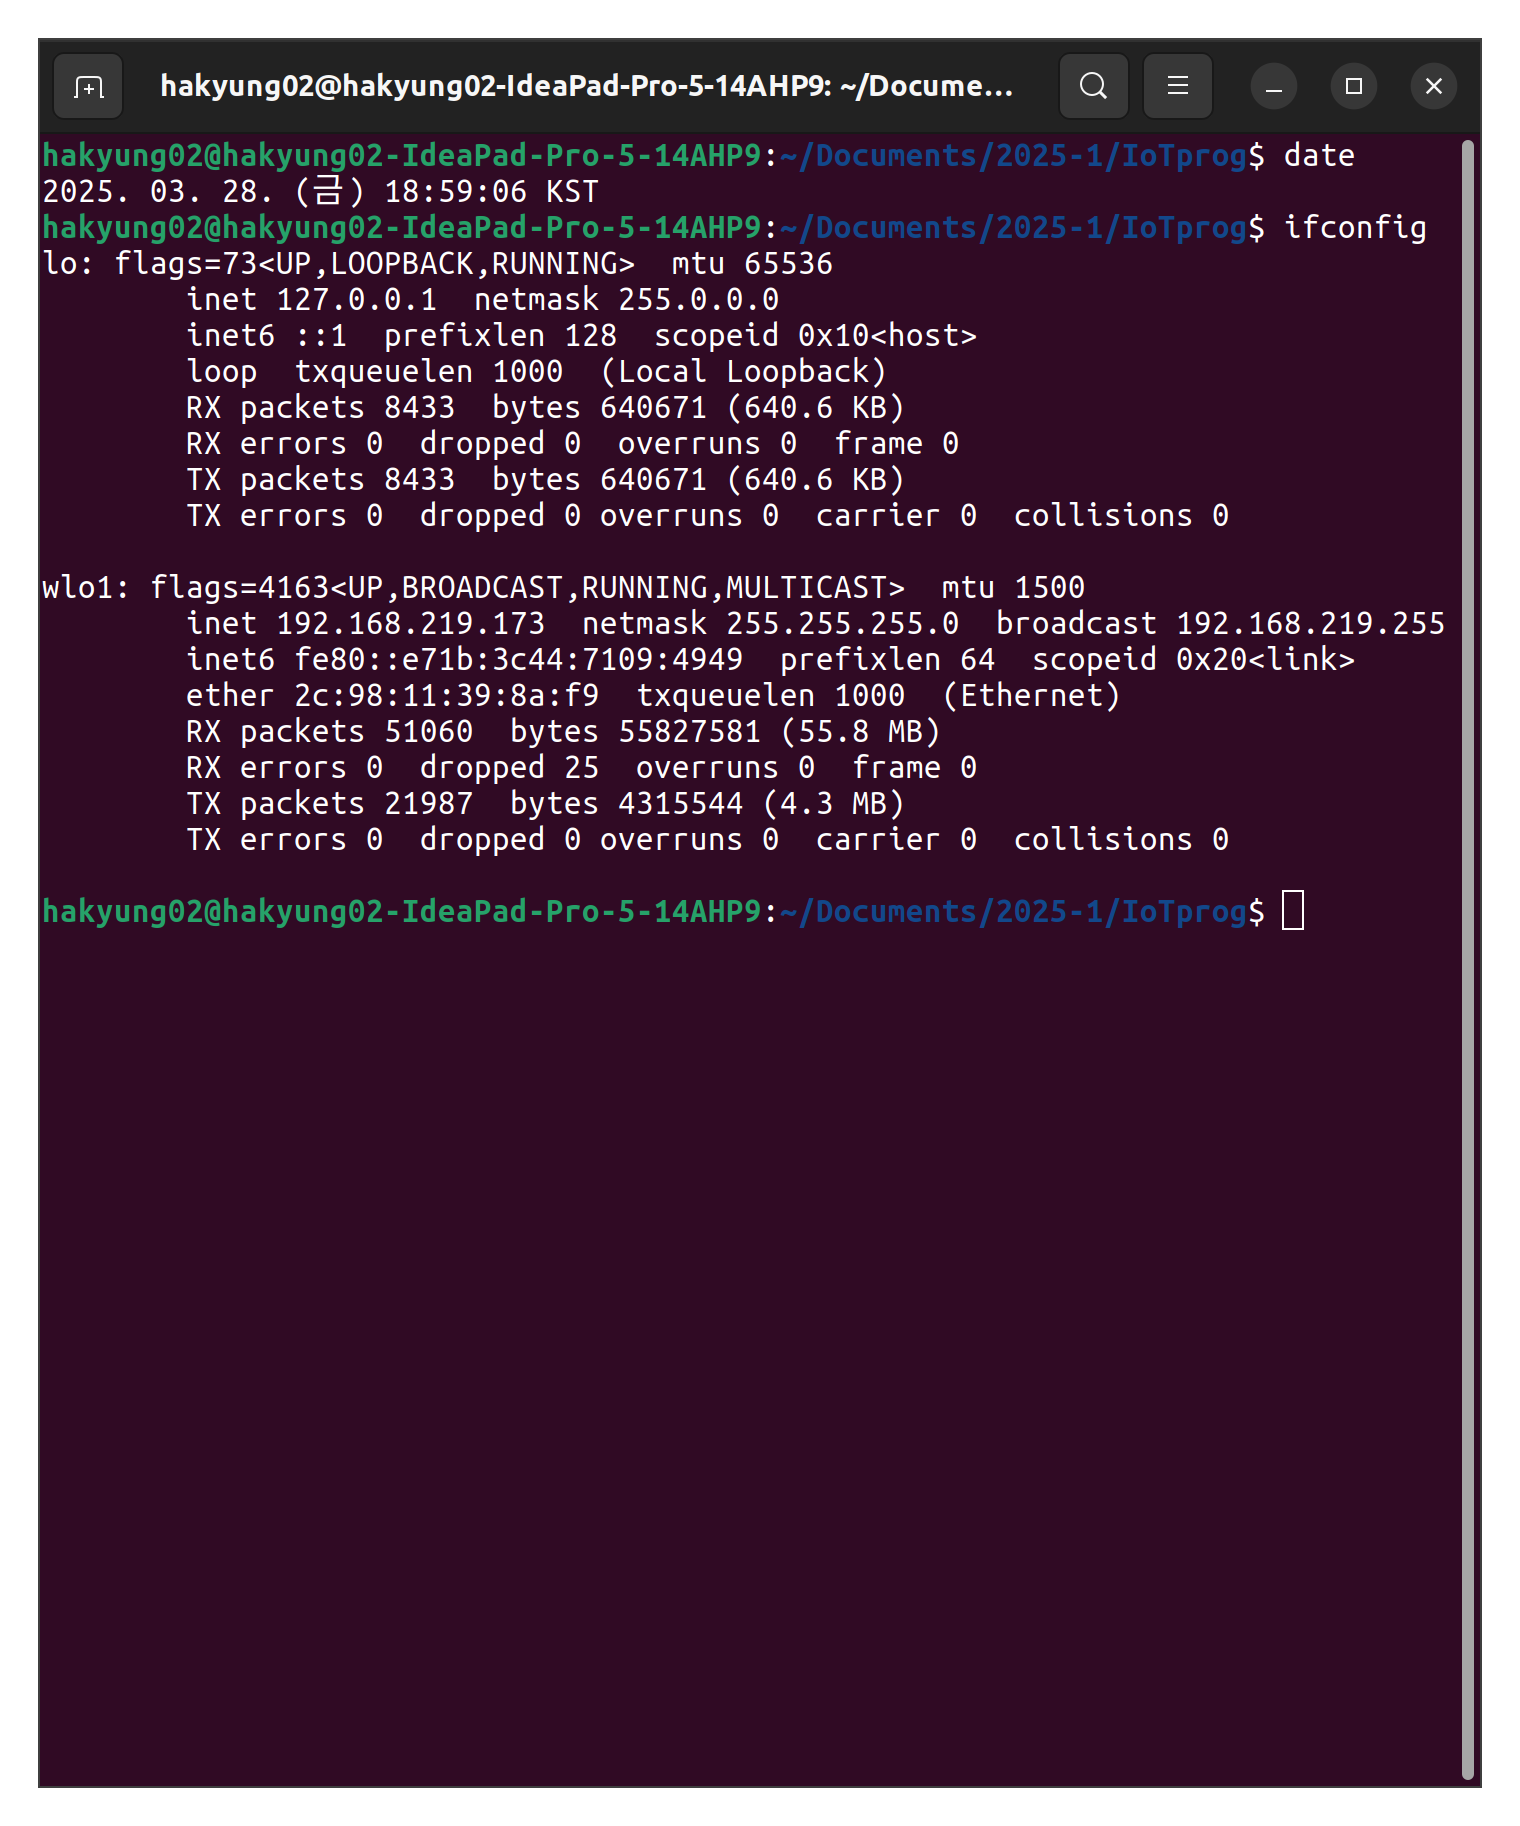 hakyung02@hakyung02-IdeaPad-Pro-5-14AHP9: ~/Docume...
hakyung02@hakyung02-IdeaPad-Pro-5-14AHP9:~/Documents/2025-1/IoTprog$ date
2025. 03. 28. (금) 18:59:06 KST
hakyung02@hakyung02-IdeaPad-Pro-5-14AHP9:~/Documents/2025-1/IoTprog$ ifconfig
lo: flags=73<UP,LOOPBACK,RUNNING>  mtu 65536
        inet 127.0.0.1  netmask 255.0.0.0
        inet6 ::1  prefixlen 128  scopeid 0x10<host>
        loop  txqueuelen 1000  (Local Loopback)
        RX packets 8433  bytes 640671 (640.6 KB)
        RX errors 0  dropped 0  overruns 0  frame 0
        TX packets 8433  bytes 640671 (640.6 KB)
        TX errors 0  dropped 0 overruns 0  carrier 0  collisions 0

wlo1: flags=4163<UP,BROADCAST,RUNNING,MULTICAST>  mtu 1500
        inet 192.168.219.173  netmask 255.255.255.0  broadcast 192.168.219.255
        inet6 fe80::e71b:3c44:7109:4949  prefixlen 64  scopeid 0x20<link>
        ether 2c:98:11:39:8a:f9  txqueuelen 1000  (Ethernet)
        RX packets 51060  bytes 55827581 (55.8 MB)
        RX errors 0  dropped 25  overruns 0  frame 0
        TX packets 21987  bytes 4315544 (4.3 MB)
        TX errors 0  dropped 0 overruns 0  carrier 0  collisions 0

hakyung02@hakyung02-IdeaPad-Pro-5-14AHP9:~/Documents/2025-1/IoTprog$